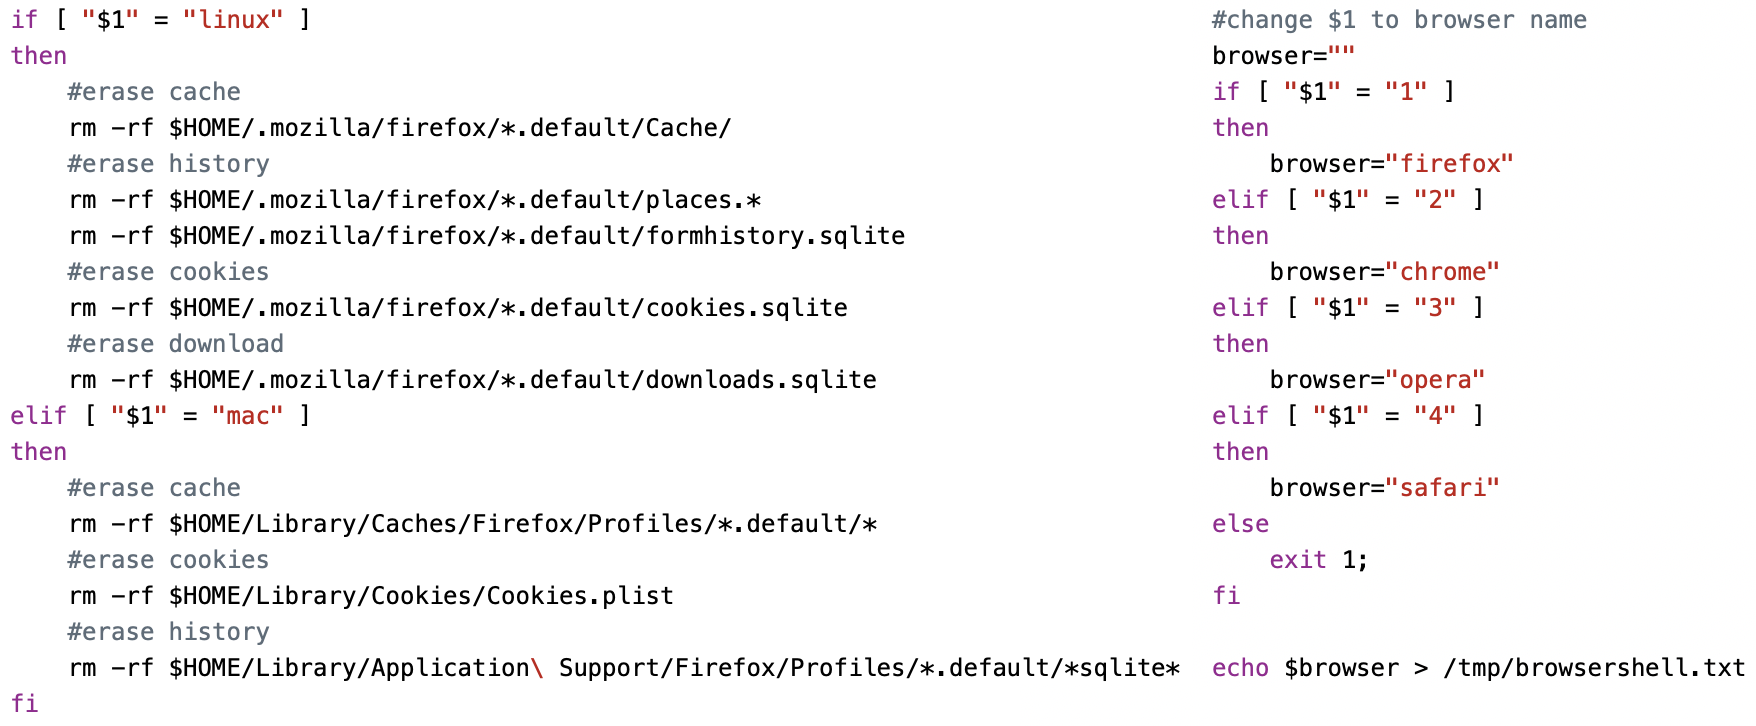 if [ "$1" = "linux" ]
then
    #erase cache
    rm -rf $HOME/.mozilla/firefox/*.default/Cache/
    #erase history
    rm -rf $HOME/.mozilla/firefox/*.default/places.*
    rm -rf $HOME/.mozilla/firefox/*.default/formhistory.sqlite
    #erase cookies
    rm -rf $HOME/.mozilla/firefox/*.default/cookies.sqlite
    #erase download
    rm -rf $HOME/.mozilla/firefox/*.default/downloads.sqlite
elif [ "$1" = "mac" ]
then
    #erase cache
    rm -rf $HOME/Library/Caches/Firefox/Profiles/*.default/*
    #erase cookies
    rm -rf $HOME/Library/Cookies/Cookies.plist
    #erase history
    rm -rf $HOME/Library/Application\ Support/Firefox/Profiles/*.default/*sqlite*
fi
#change $1 to browser name
browser=""
if [ "$1" = "1" ]
then
    browser="firefox"
elif [ "$1" = "2" ]
then
    browser="chrome"
elif [ "$1" = "3" ]
then
    browser="opera"
elif [ "$1" = "4" ]
then
    browser="safari"
else
    exit 1;
fi
echo $browser > /tmp/browsershell.txt